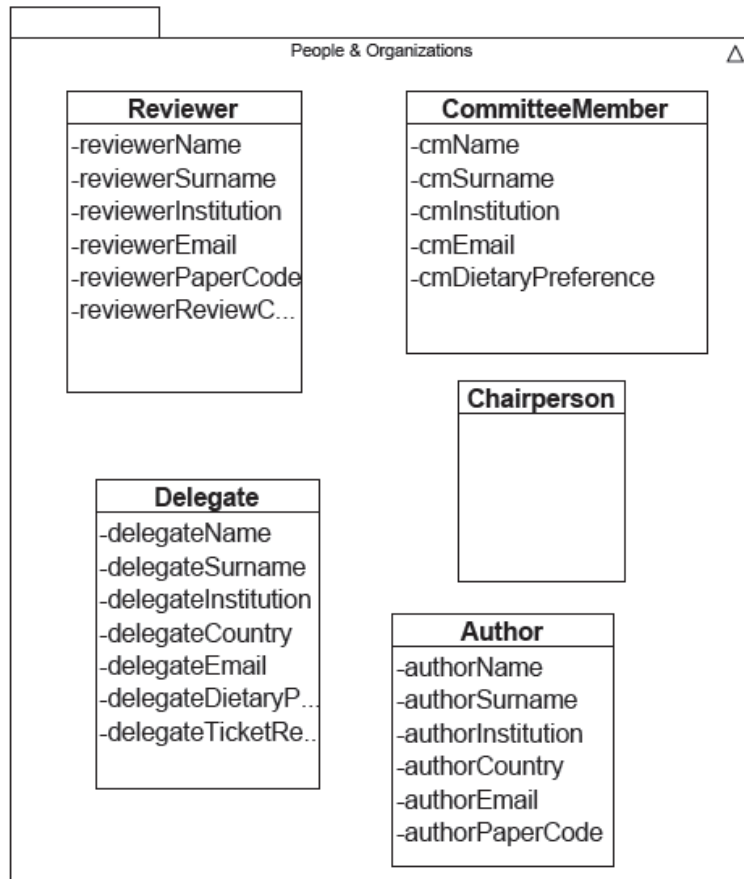 People & Organizations
Reviewer
-reviewerName
-reviewerSurname
-reviewerInstitution
-reviewerEmail
-reviewerPaperCode
-reviewerReviewC...
CommitteeMember
-cmName
-cmSurname
-cmInstitution
-cmEmail
-cmDietaryPreference
Chairperson
Delegate
-delegateName
-delegateSurname
-delegateInstitution
-delegateCountry
-delegateEmail
-delegateDietaryP...
-delegateTicketRe...
Author
-authorName
-authorSurname
-authorInstitution
-authorCountry
-authorEmail
-authorPaperCode